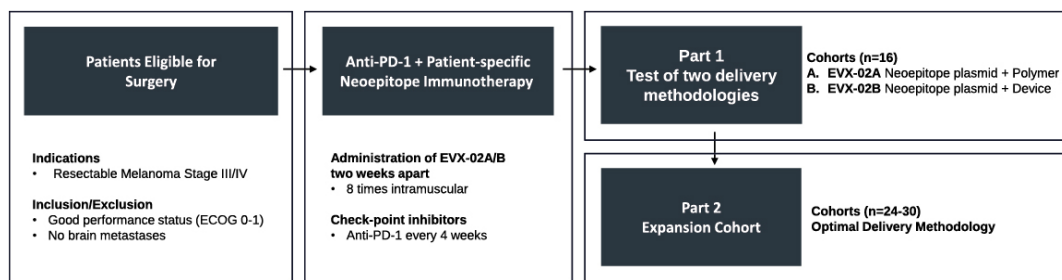 Patients Eligible for
Surgery
Indications
• Resectable Melanoma Stage III/IV
Inclusion/Exclusion
• Good performance status (ECOG 0-1)
• No brain metastases
Anti-PD-1 + Patient-specific
Neoepitope Immunotherapy
Administration of EVX-02A/B
two weeks apart
• 8 times intramuscular
Check-point inhibitors
• Anti-PD-1 every 4 weeks
Part 1
Test of two delivery
methodologies
Cohorts (n=16)
A. EVX-02A Neoepitope plasmid + Polymer
B. EVX-02B Neoepitope plasmid + Device
Part 2
Expansion Cohort
Cohorts (n=24-30)
Optimal Delivery Methodology